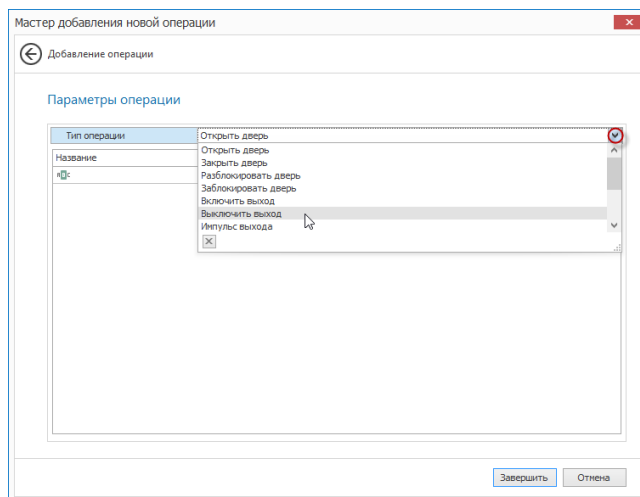 Мастер добавления новой операции
Добавление операции
Параметры операции
Тип операции Открыть дверь
Название
Открыть дверь
Закрыть дверь
Разблокировать дверь
Заблокировать дверь
Включить выход
Выключить выход
Импульс выхода
Завершить Отмена